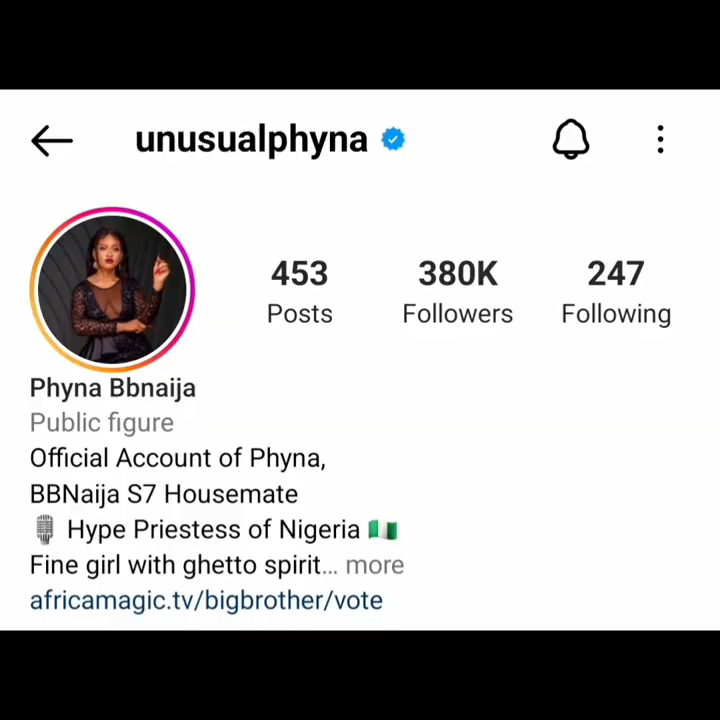 unusualphyna
453 380K 247
Posts Followers Following
Phyna Bbnaija
Public figure
Official Account of Phyna,
BBNaija S7 Housemate
🎙 Hype Priestess of Nigeria 🇳🇬
Fine girl with ghetto spirit... more
africamagic.tv/bigbrother/vote